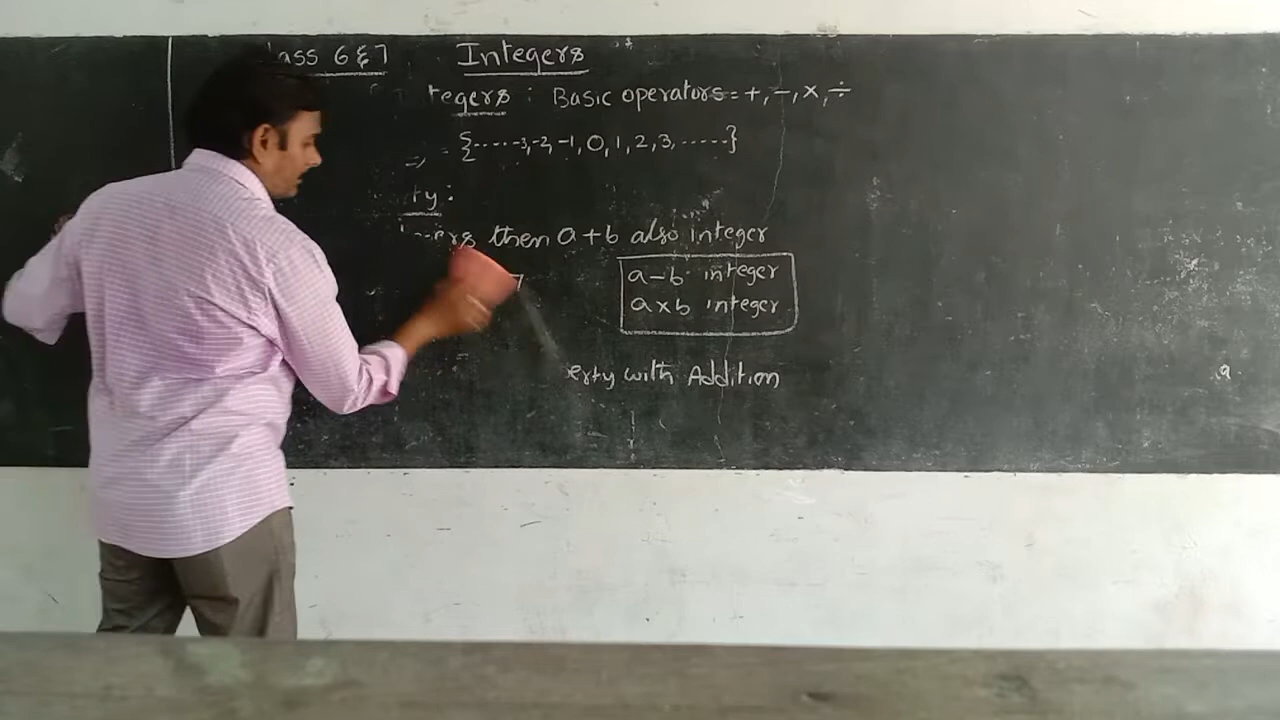 lass 6 & 7 Integers
tegers : Basic operators = +, -, ×, ÷
= {.....-3, -2, -1, 0, 1, 2, 3, .....}
ty :
then a + b also integer
a - b integer
a × b integer
erty with Addition
a